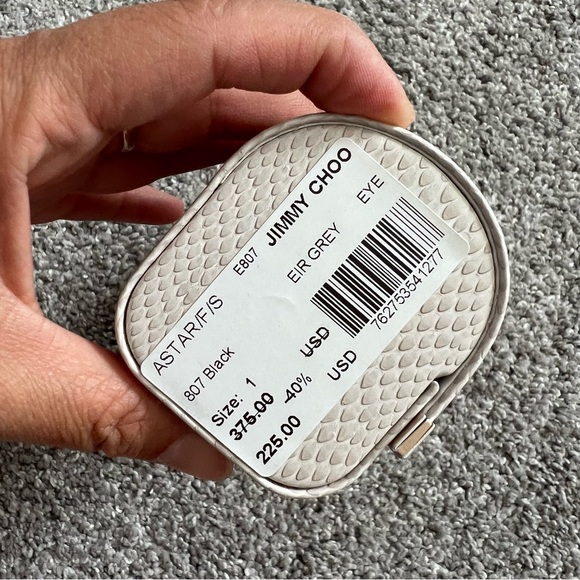 E807 JIMMY CHOO
ASTAR/F/S EIR GREY EYE
807 Black
762753541277
Size: 1 USD
375.00 -40% USD
225.00